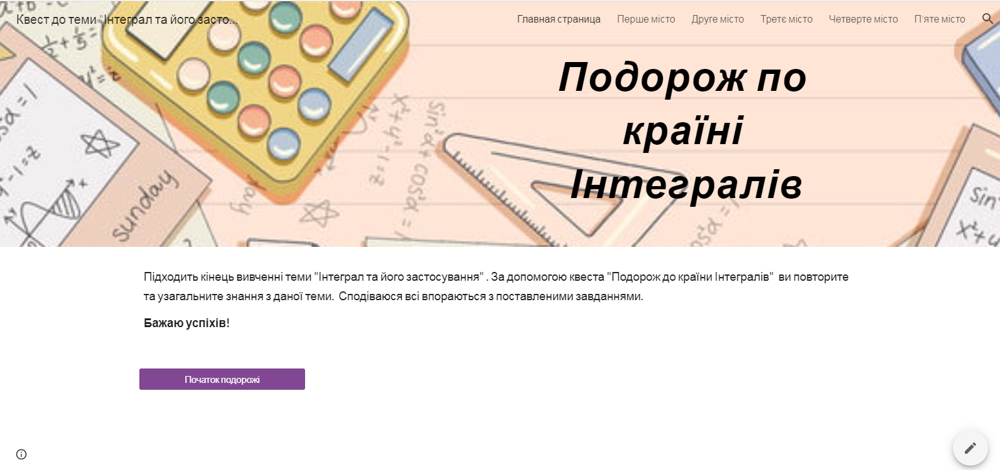 Квест до теми "Інтеграл та його засто...
Главная страница
Перше місто
Друге місто
Третє місто
Четверте місто
П'яте місто
Подорож по
країні
Інтегралів
sunday
Підходить кінець вивченні теми "Інтеграл та його застосування" . За допомогою квеста "Подорож до країни Інтегралів"  ви повторите
та узагальните знання з даної теми.  Сподіваюся всі впораються з поставленими завданнями.
Бажаю успіхів!
Початок подорожі